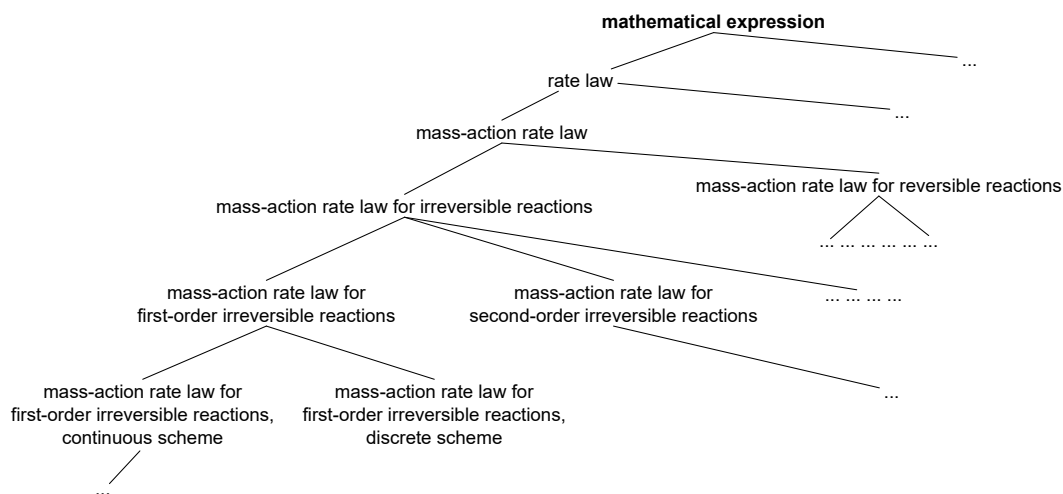 mathematical expression
...
rate law
...
mass-action rate law
mass-action rate law for reversible reactions
mass-action rate law for irreversible reactions
... ... ... ... ... ...
mass-action rate law for
first-order irreversible reactions
mass-action rate law for
second-order irreversible reactions
... ... ... ...
mass-action rate law for
first-order irreversible reactions,
continuous scheme
mass-action rate law for
first-order irreversible reactions,
discrete scheme
...
...